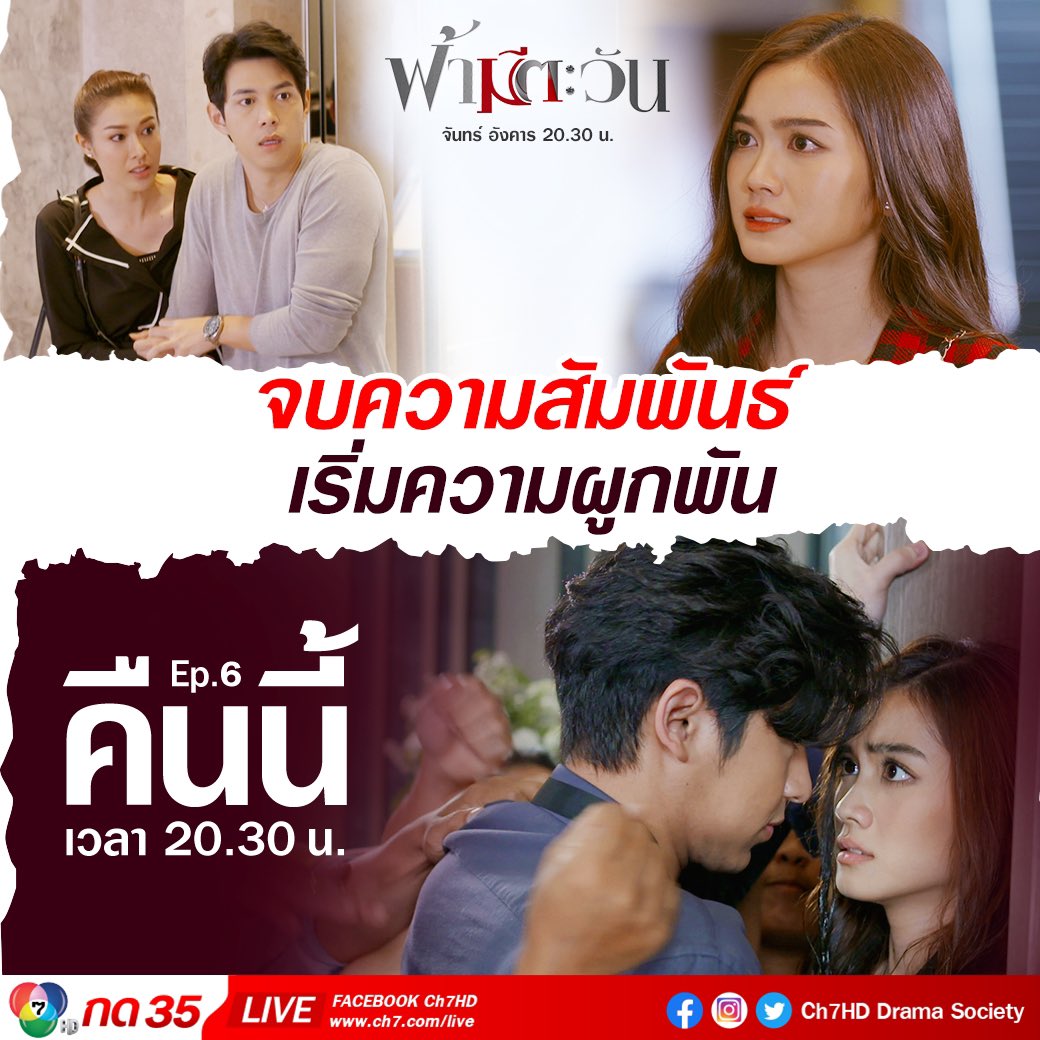 ฟ้ามีตะวัน
จันทร์ อังคาร 20.30 น.
จบความสัมพันธ์
เริ่มความผูกพัน
Ep.6
คืนนี้
เวลา 20.30 น.
7 HD กด 35
LIVE
FACEBOOK Ch7HD
www.ch7.com/live
Ch7HD Drama Society